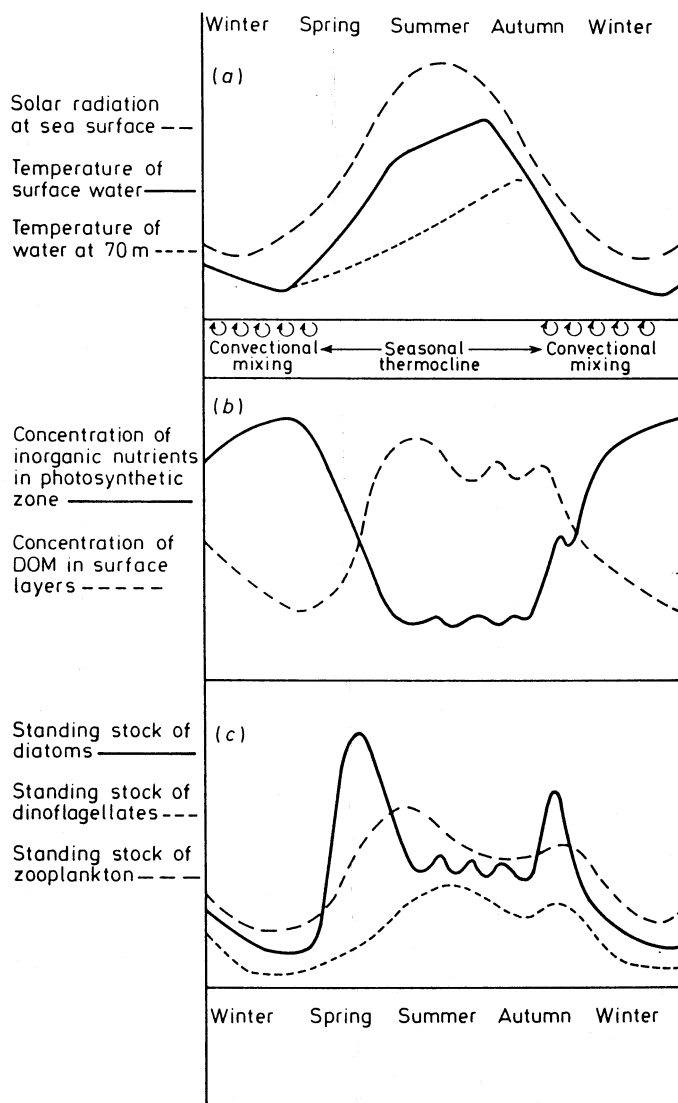 Winter Spring Summer Autumn Winter
(a)
Solar radiation
at sea surface
Temperature of
surface water
Temperature of
water at 70 m
Convectional
mixing
Seasonal
thermocline
Convectional
mixing
(b)
Concentration of
inorganic nutrients
in photosynthetic
zone
Concentration of
DOM in surface
layers
(c)
Standing stock of
diatoms
Standing stock of
dinoflagellates
Standing stock of
zooplankton
Winter Spring Summer Autumn Winter